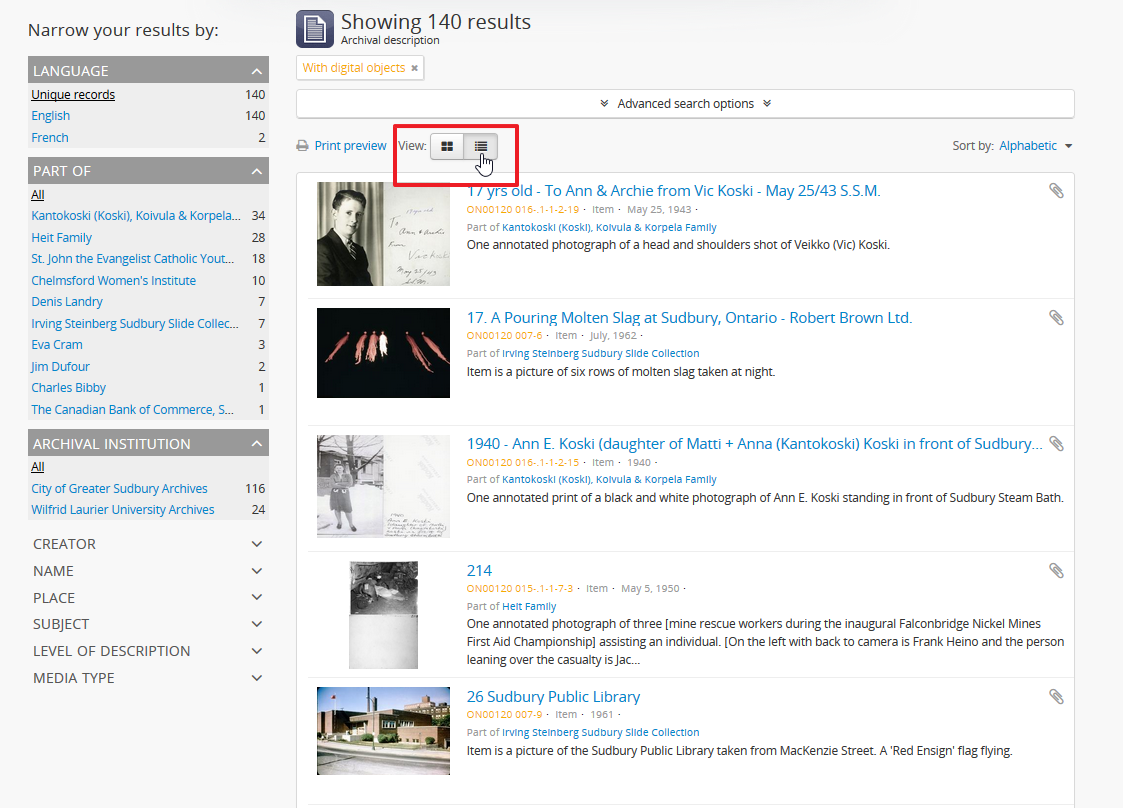 Narrow your results by:
LANGUAGE
Unique records 140
English 140
French 2
PART OF
All
Kantokoski (Koski), Koivula & Korpela... 34
Heit Family 28
St. John the Evangelist Catholic Yout... 18
Chelmsford Women's Institute 10
Denis Landry 7
Irving Steinberg Sudbury Slide Collec... 7
Eva Cram 3
Jim Dufour 2
Charles Bibby 1
The Canadian Bank of Commerce, S... 1
ARCHIVAL INSTITUTION
All
City of Greater Sudbury Archives 116
Wilfrid Laurier University Archives 24
CREATOR
NAME
PLACE
SUBJECT
LEVEL OF DESCRIPTION
MEDIA TYPE
Showing 140 results
Archival description
With digital objects ×
Advanced search options
Print preview View: Sort by: Alphabetic
17 yrs old - To Ann & Archie from Vic Koski - May 25/43 S.S.M.
ON00120 016-.1-1-2-19 · Item · May 25, 1943 ·
Part of Kantokoski (Koski), Koivula & Korpela Family
One annotated photograph of a head and shoulders shot of Veikko (Vic) Koski.
To
Ann & Archie
from
Vic Koski
May 25/43
S.S.M.
17. A Pouring Molten Slag at Sudbury, Ontario - Robert Brown Ltd.
ON00120 007-6 · Item · July, 1962 ·
Part of Irving Steinberg Sudbury Slide Collection
Item is a picture of six rows of molten slag taken at night.
1940 - Ann E. Koski (daughter of Matti + Anna (Kantokoski) Koski in front of Sudbury...
ON00120 016-.1-1-2-15 · Item · 1940 ·
Part of Kantokoski (Koski), Koivula & Korpela Family
One annotated print of a black and white photograph of Ann E. Koski standing in front of Sudbury Steam Bath.
1940
Ann E. Koski
214
ON00120 015-.1-1-7-3 · Item · May 5, 1950 ·
Part of Heit Family
One annotated photograph of three [mine rescue workers during the inaugural Falconbridge Nickel Mines
First Aid Championship] assisting an individual. [On the left with back to camera is Frank Heino and the person
leaning over the casualty is Jac...
26 Sudbury Public Library
ON00120 007-9 · Item · 1961 ·
Part of Irving Steinberg Sudbury Slide Collection
Item is a picture of the Sudbury Public Library taken from MacKenzie Street. A 'Red Ensign' flag flying.